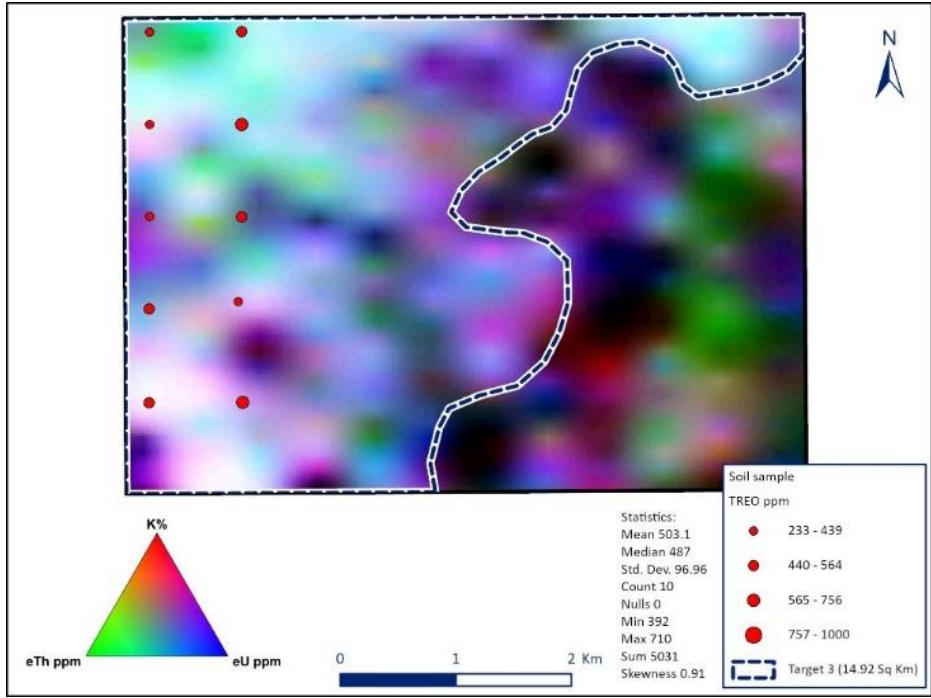 N
K%
eTh ppm
eU ppm
0 1 2 Km
Statistics:
Mean 503.1
Median 487
Std. Dev. 96.96
Count 10
Nulls 0
Min 392
Max 710
Sum 5031
Skewness 0.91
Soil sample
TREO ppm
233 - 439
440 - 564
565 - 756
757 - 1000
Target 3 (14.92 Sq Km)